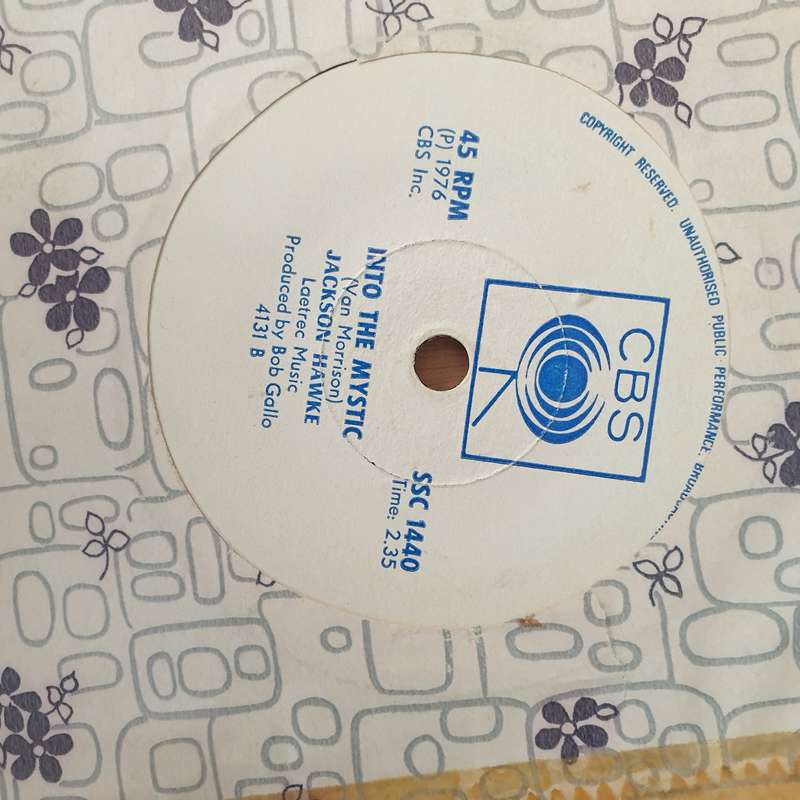 COPYRIGHT RESERVED. UNAUTHORISED PUBLIC PERFORMANCE.
CBS
45 RPM
(P) 1976
CBS Inc.
SSC 1440
Time: 2.35
INTO THE MYSTIC
(Van Morrison)
JACKSON HAWKE
Laetrec Music
Produced by Bob Gallo
4131 B